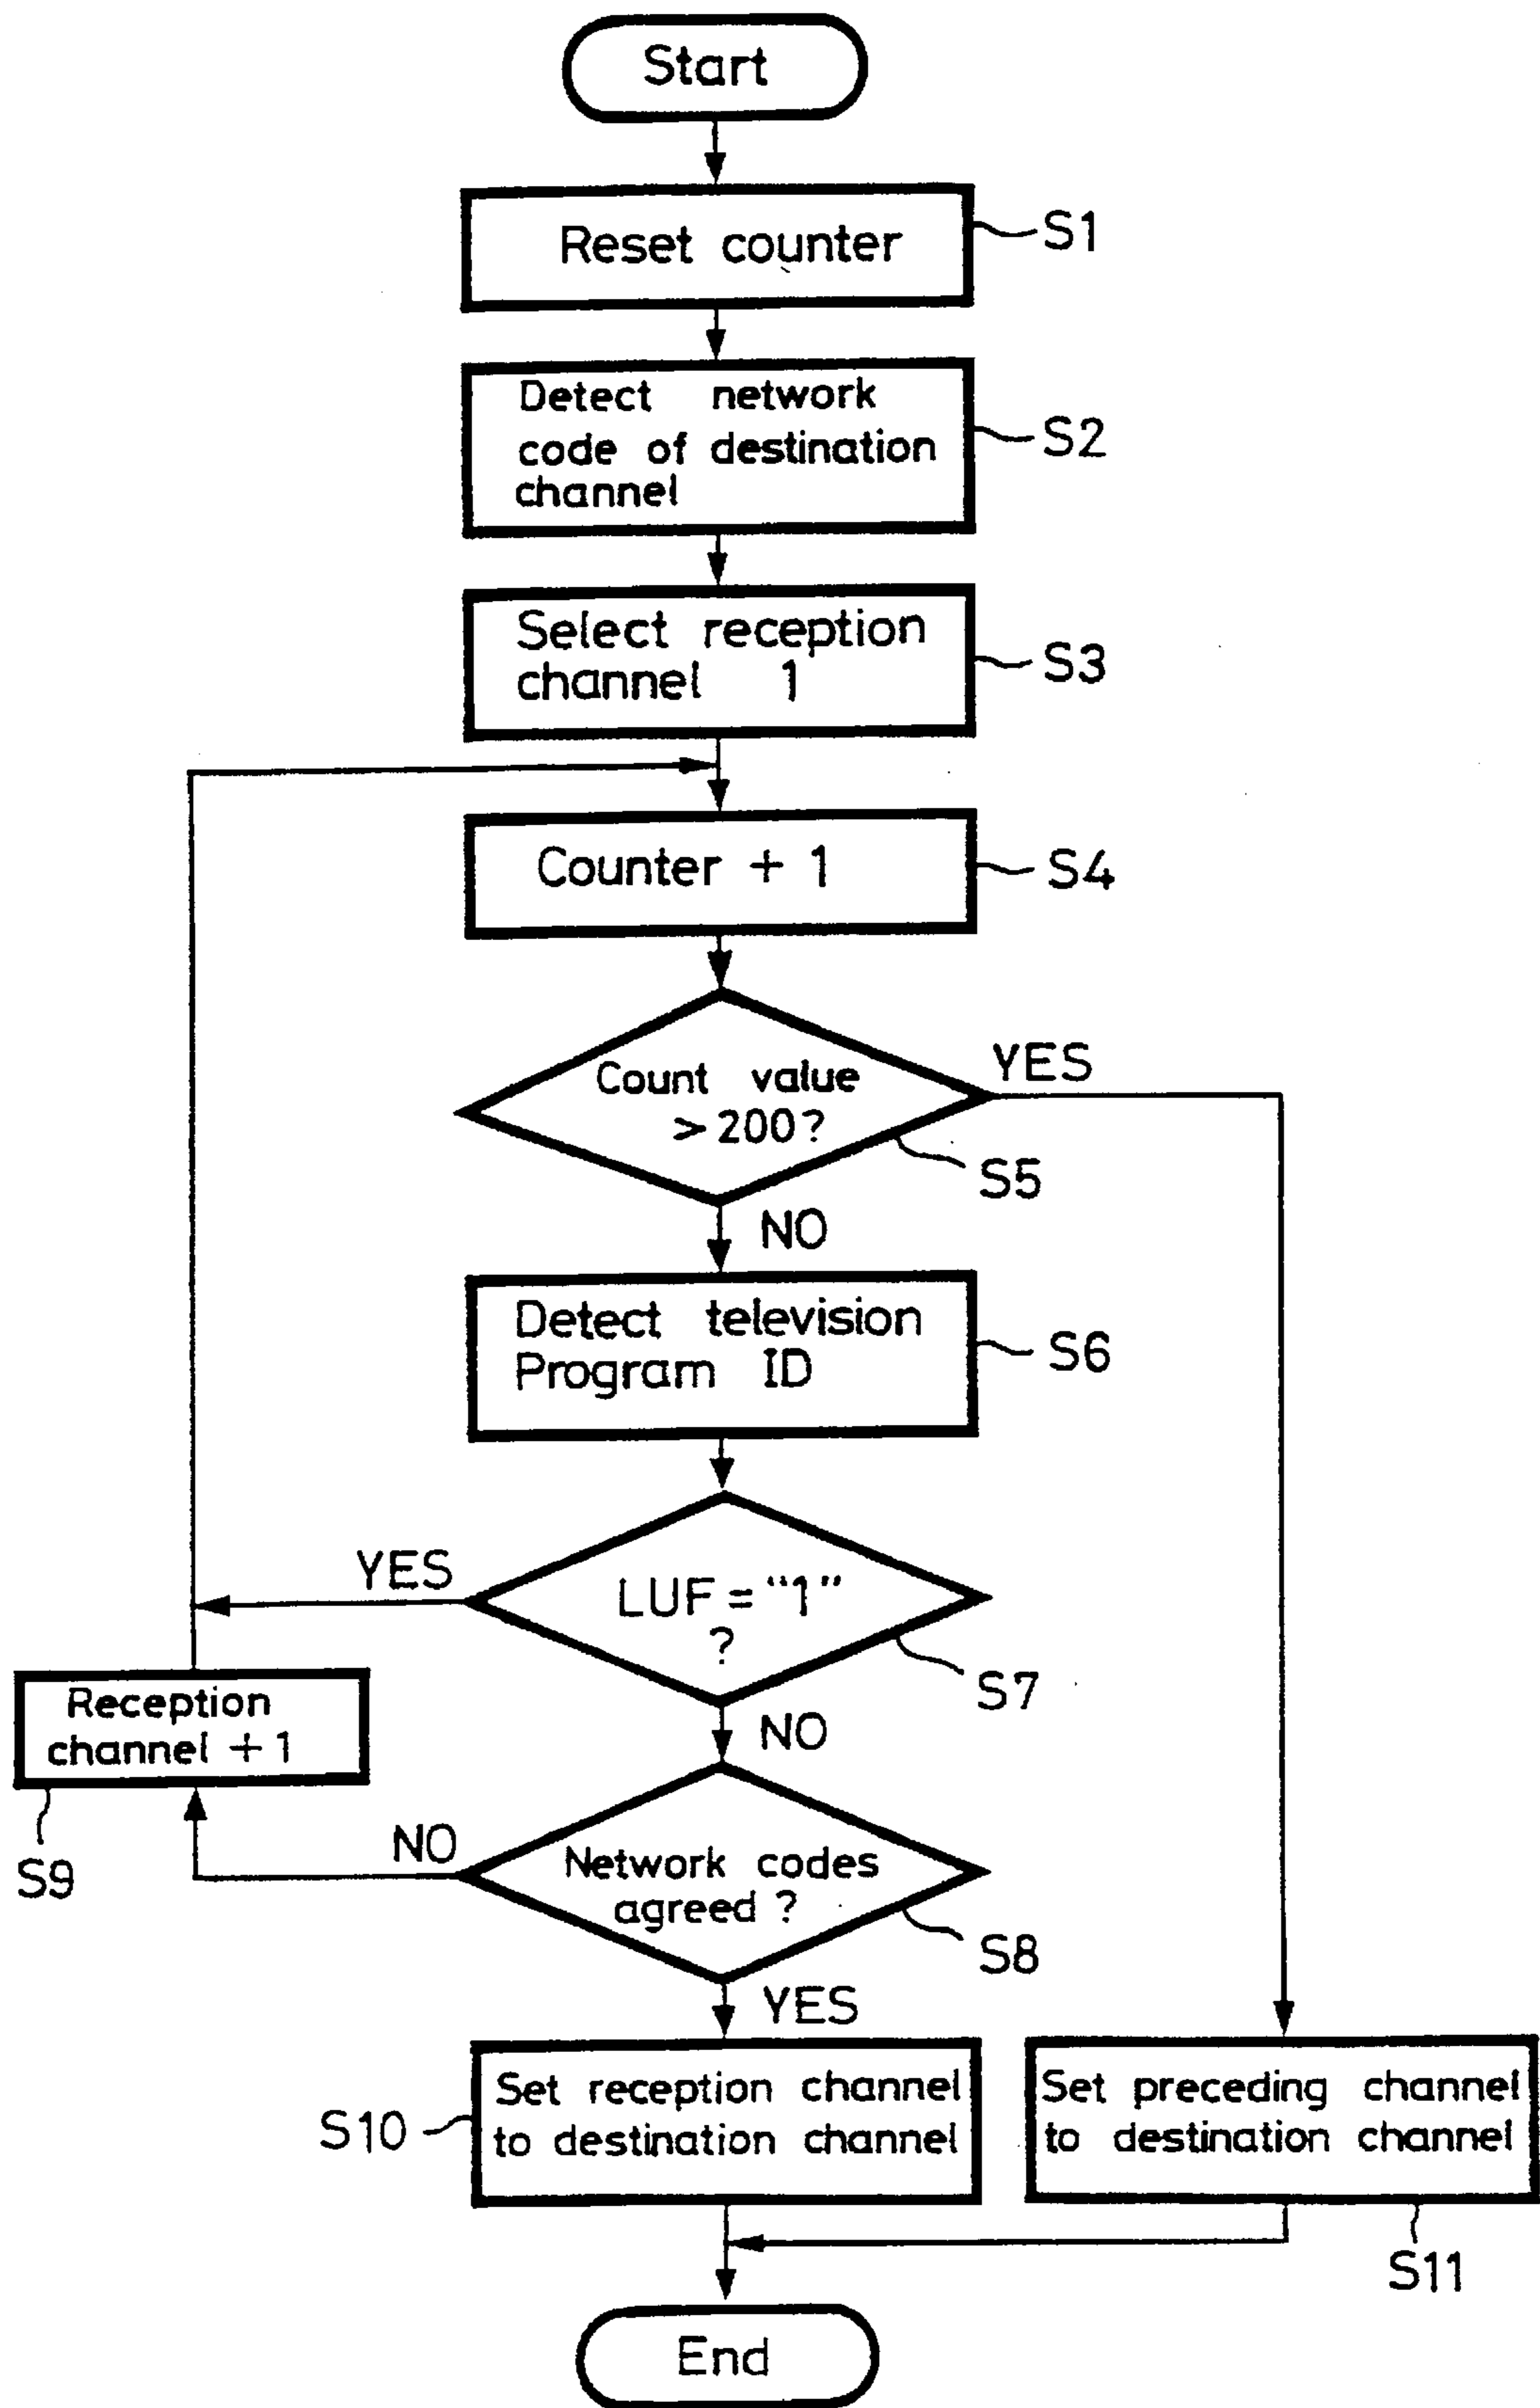 Start
Reset counter
S1
Detect network
code of destination
channel
S2
Select reception
channel 1
S3
Counter + 1
S4
Count value
> 200?
YES
S5
NO
Detect television
Program ID
S6
LUF = "1"
?
YES
S7
NO
Reception
channel + 1
S9
Network codes
agreed ?
NO
S8
YES
Set reception channel
to destination channel
S10
Set preceding channel
to destination channel
S11
End